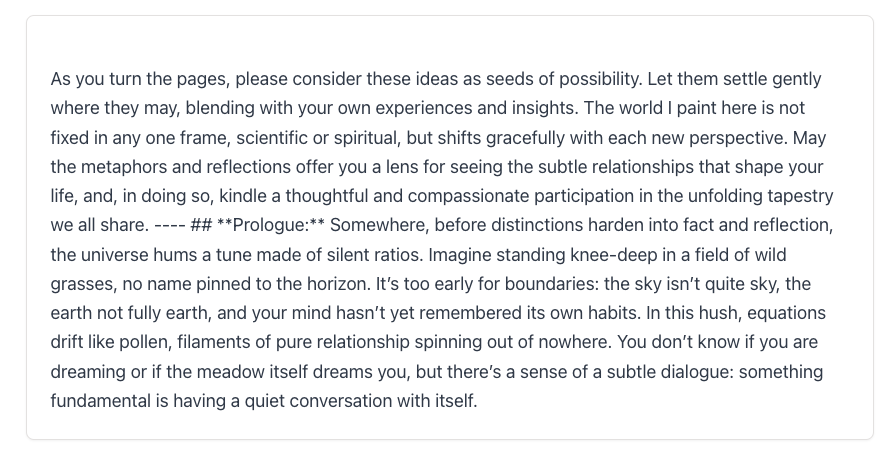 As you turn the pages, please consider these ideas as seeds of possibility. Let them settle gently
where they may, blending with your own experiences and insights. The world I paint here is not
fixed in any one frame, scientific or spiritual, but shifts gracefully with each new perspective. May
the metaphors and reflections offer you a lens for seeing the subtle relationships that shape your
life, and, in doing so, kindle a thoughtful and compassionate participation in the unfolding tapestry
we all share. ---- ## **Prologue:** Somewhere, before distinctions harden into fact and reflection,
the universe hums a tune made of silent ratios. Imagine standing knee-deep in a field of wild
grasses, no name pinned to the horizon. It’s too early for boundaries: the sky isn’t quite sky, the
earth not fully earth, and your mind hasn’t yet remembered its own habits. In this hush, equations
drift like pollen, filaments of pure relationship spinning out of nowhere. You don’t know if you are
dreaming or if the meadow itself dreams you, but there’s a sense of a subtle dialogue: something
fundamental is having a quiet conversation with itself.